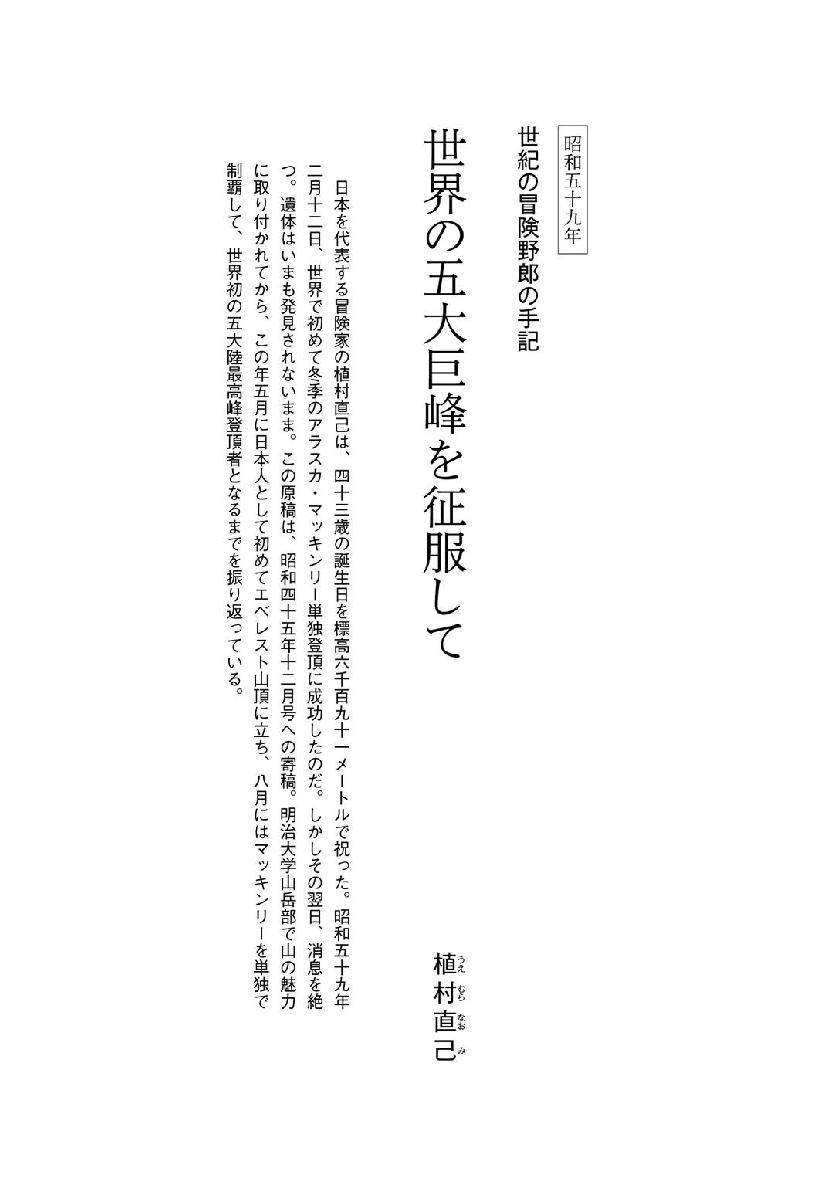 昭和五十九年
世紀の冒険野郎の手記
世界の五大巨峰を征服して
植村直己
うえむらなおみ
日本を代表する冒険家の植村直己は、四十三歳の誕生日を標高六千百九十一メートルで祝った。昭和五十九年
二月十二日、世界で初めて冬季のアラスカ・マッキンリー単独登頂に成功したのだ。しかしその翌日、消息を絶
つ。遺体はいまも発見されないまま。この原稿は、昭和四十五年十二月号への寄稿。明治大学山岳部で山の魅力
に取り付かれてから、この年五月に日本人として初めてエベレスト山頂に立ち、八月にはマッキンリーを単独で
制覇して、世界初の五大陸最高峰登頂者となるまでを振り返っている。